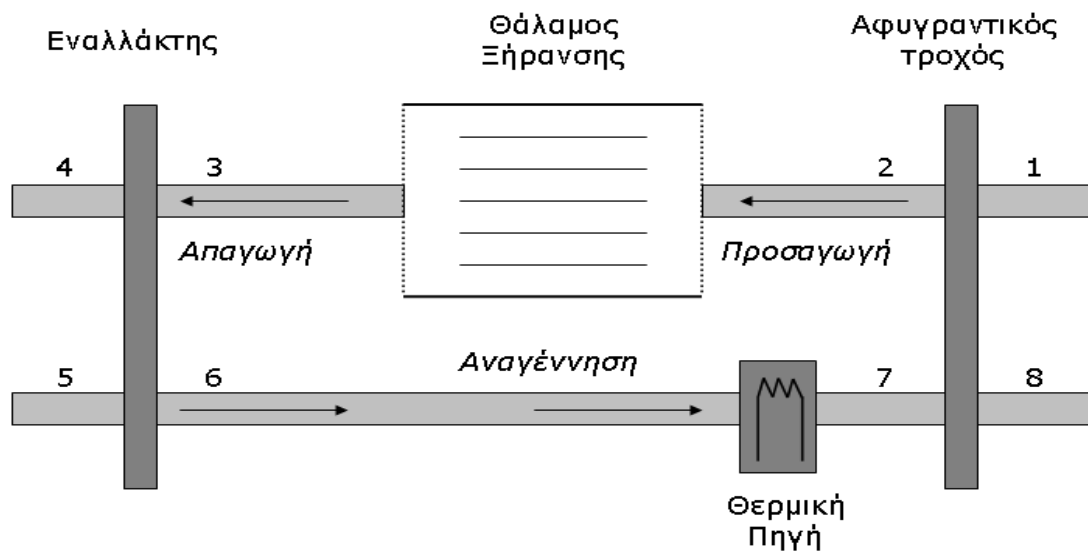 Εναλλάκτης
Θάλαμος
Ξήρανσης
Αφυγραντικός
τροχός
4
3
2
1
Απαγωγή
Προσαγωγή
5
6
Αναγέννηση
7
8
Θερμική
Πηγή